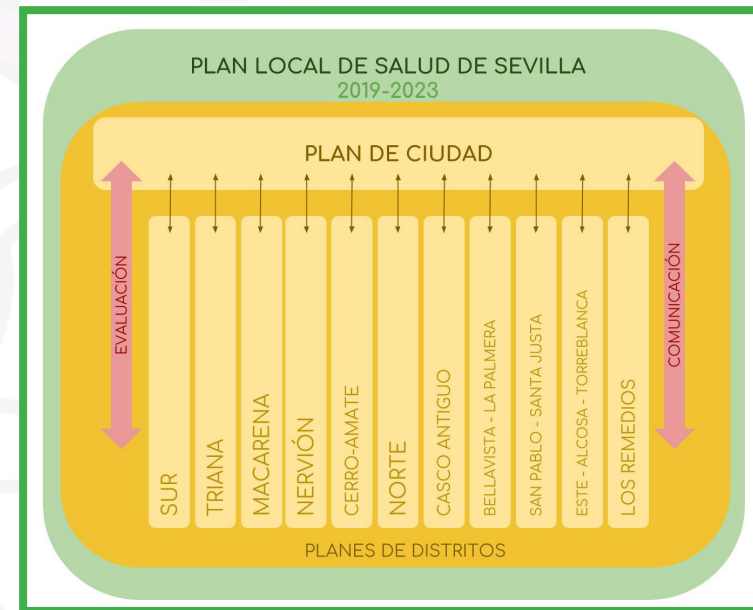 PLAN LOCAL DE SALUD DE SEVILLA
2019-2023
PLAN DE CIUDAD
EVALUACIÓN
SUR
TRIANA
MACARENA
NERVIÓN
CERRO-AMATE
NORTE
CASCO ANTIGUO
BELLAVISTA - LA PALMERA
SAN PABLO - SANTA JUSTA
ESTE - ALCOSA - TORREBLANCA
LOS REMEDIOS
COMUNICACIÓN
PLANES DE DISTRITOS